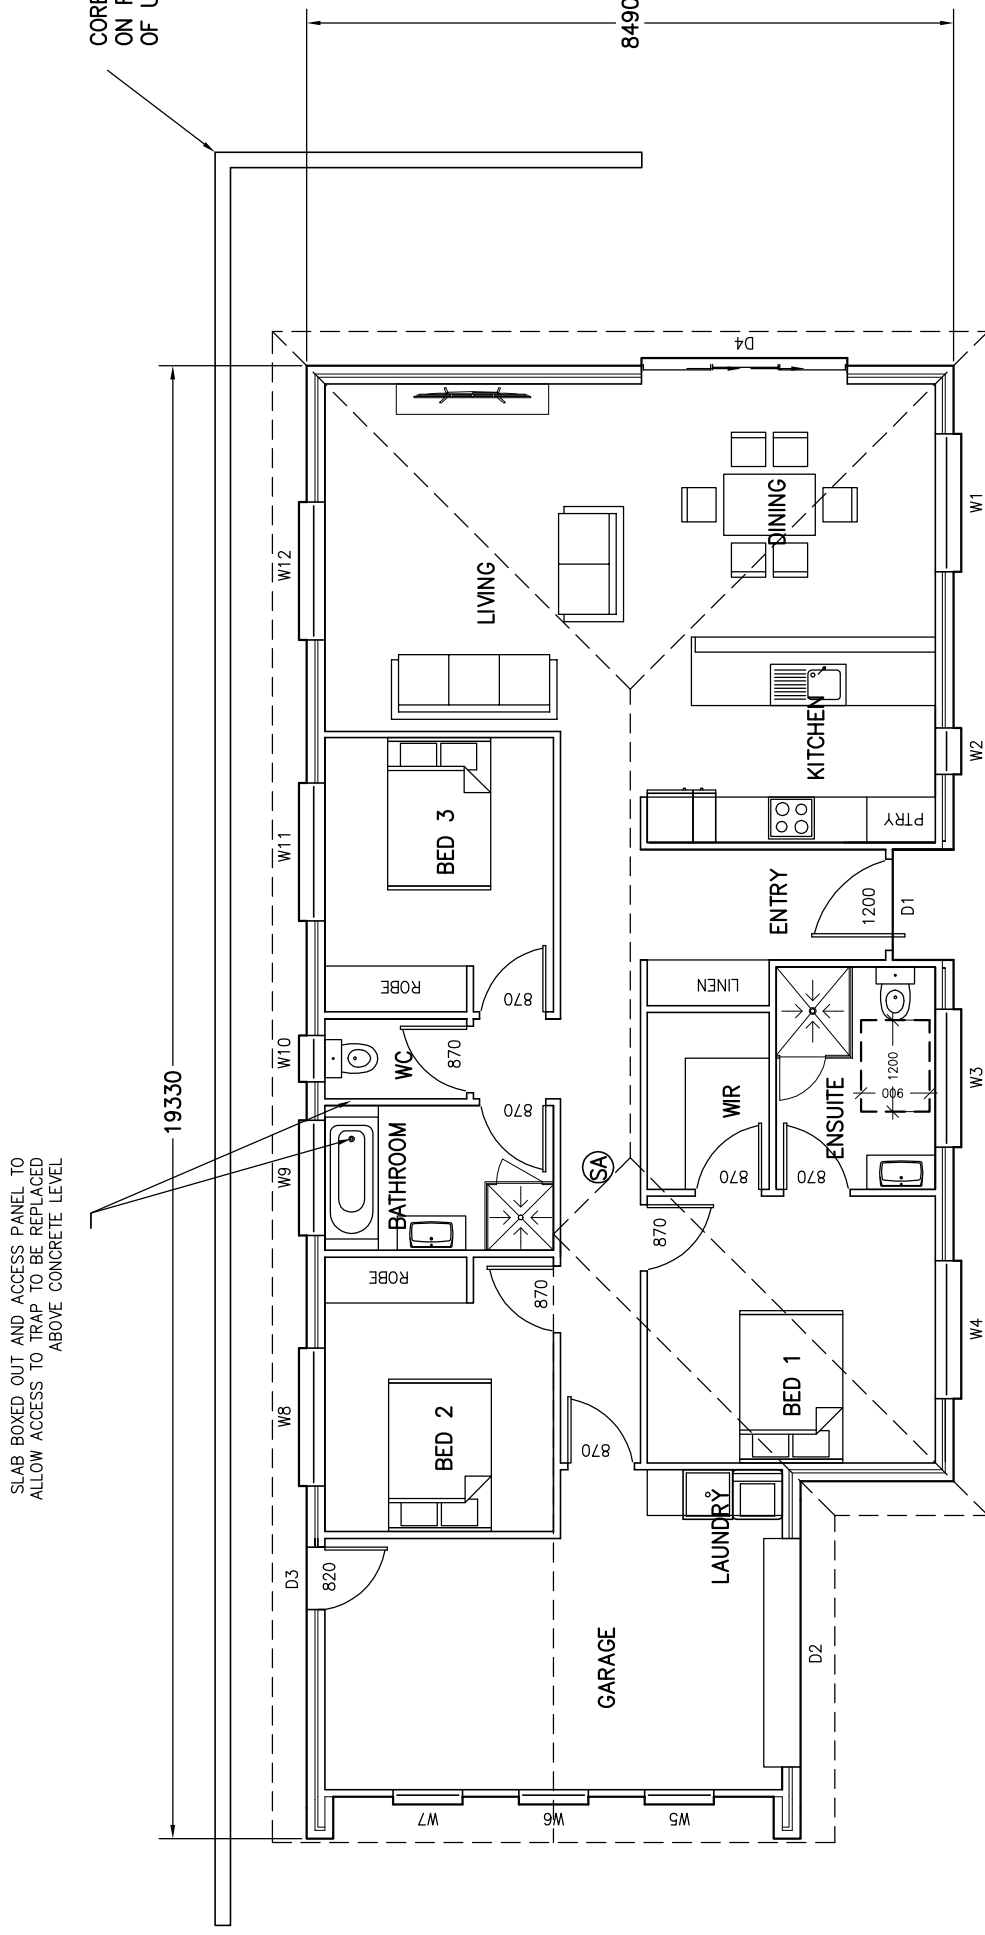 SLAB BOXED OUT AND ACCESS PANEL TO
ALLOW ACCESS TO TRAP TO BE REPLACED
ABOVE CONCRETE LEVEL
ON
OF
19330
8490
W8
W9
W10
W11
W12
D3
820
BED 2
ROBE
870
BATHROOM
870
WC
870
ROBE
870
BED 3
LIVING
D4
DINING
KITCHEN
PTRY
ENTRY
1200
D1
LINEN
WIR
870
SA
870
ENSUITE
870
1200
900
BED 1
870
LAUNDRY
GARAGE
D2
W7
W6
W5
W4
W3
W2
W1